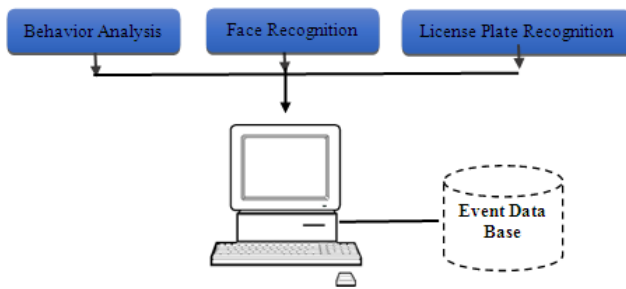 Behavior Analysis
Face Recognition
License Plate Recognition
Event Data
Base